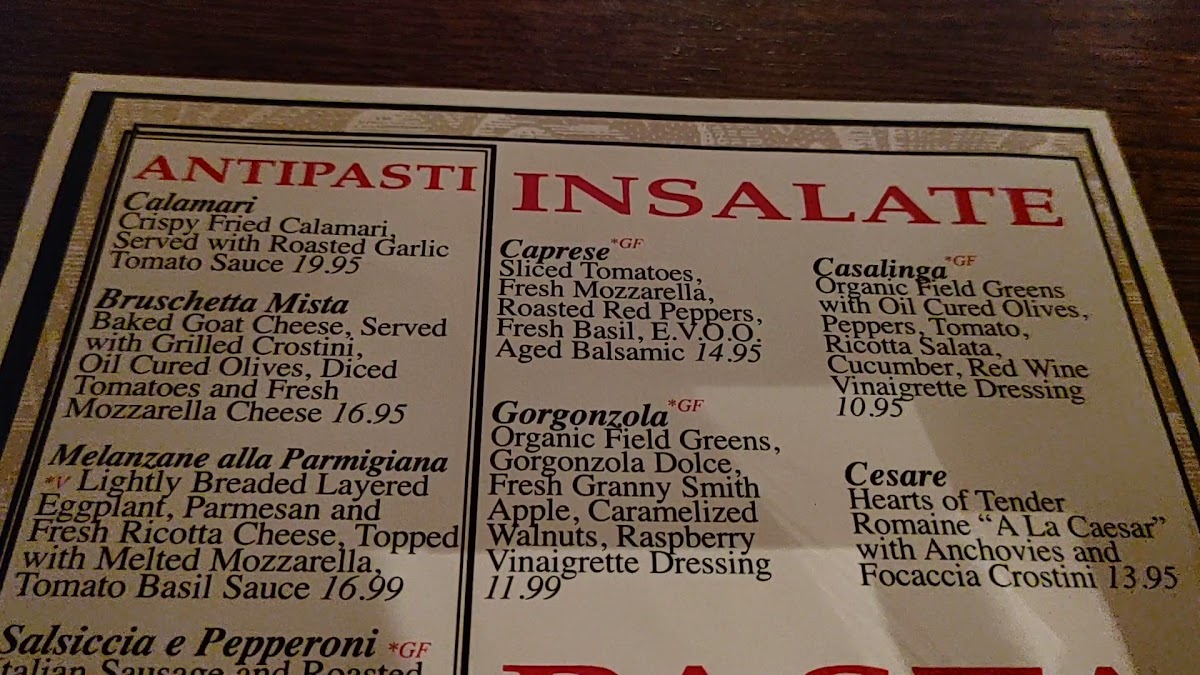 ANTIPASTI
Calamari
Crispy Fried Calamari,
Served with Roasted Garlic
Tomato Sauce 19.95
Bruschetta Mista
Baked Goat Cheese, Served
with Grilled Crostini,
Oil Cured Olives, Diced
Tomatoes and Fresh
Mozzarella Cheese 16.95
Melanzane alla Parmigiana
*V Lightly Breaded Layered
Eggplant, Parmesan and
Fresh Ricotta Cheese, Topped
with Melted Mozzarella,
Tomato Basil Sauce 16.99
Salsiccia e Pepperoni *GF
Italian Sausage and Roasted
INSALATE
Caprese *GF
Sliced Tomatoes,
Fresh Mozzarella,
Roasted Red Peppers,
Fresh Basil, E.V.O.O.
Aged Balsamic 14.95
Gorgonzola *GF
Organic Field Greens,
Gorgonzola Dolce,
Fresh Granny Smith
Apple, Caramelized
Walnuts, Raspberry
Vinaigrette Dressing
11.99
Casalinga *GF
Organic Field Greens
with Oil Cured Olives,
Peppers, Tomato,
Ricotta Salata,
Cucumber, Red Wine
Vinaigrette Dressing
10.95
Cesare
Hearts of Tender
Romaine “A La Caesar”
with Anchovies and
Focaccia Crostini 13.95
PASTA